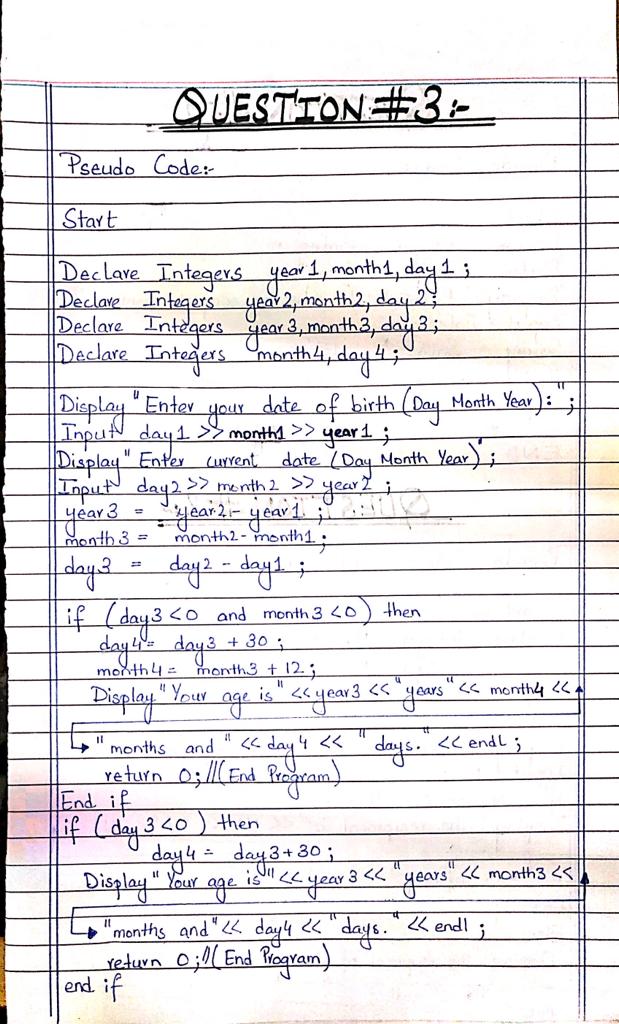 QUESTION #3:-
Pseudo Code:-
Start
Declare Integers year1, month1, day1 ;
Declare Integers year2, month2, day2 ;
Declare Integers year3, month3, day3 ;
Declare Integers month4, day4 ;
Display "Enter your date of birth (Day Month Year) : " ;
Input day1 >> month1 >> year1 ;
Display "Enter current date (Day Month Year)" ;
Input day2 >> month2 >> year2 ;
year3 = year2 - year1 ;
month3 = month2 - month1 ;
day3 = day2 - day1 ;
if (day3 <0 and month3 <0) then
day4 = day3 + 30 ;
month4 = month3 + 12 ;
Display "Your age is" << year3 << "years" << month4 <<
"months and " << day4 << " days." << endl ;
return 0; //(End Program)
End if
if (day3 <0) then
day4 = day3+30 ;
Display "Your age is" << year3 << "years" << month3 <<
"months and" << day4 << "days." << endl ;
return 0; //(End Program)
end if